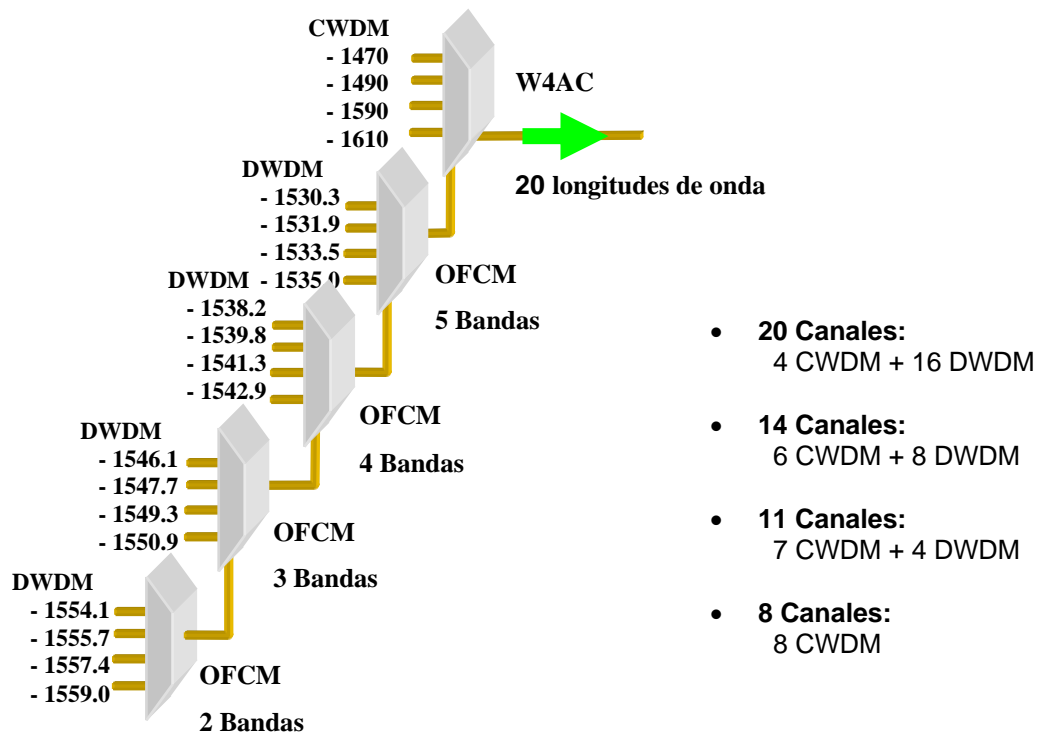 CWDM
- 1470
- 1490
- 1590
- 1610
W4AC
20 longitudes de onda
DWDM
- 1530.3
- 1531.9
- 1533.5
- 1535.0
OFCM
5 Bandas
DWDM
- 1538.2
- 1539.8
- 1541.3
- 1542.9
OFCM
4 Bandas
DWDM
- 1546.1
- 1547.7
- 1549.3
- 1550.9
OFCM
3 Bandas
DWDM
- 1554.1
- 1555.7
- 1557.4
- 1559.0
OFCM
2 Bandas
• 20 Canales:
4 CWDM + 16 DWDM
• 14 Canales:
6 CWDM + 8 DWDM
• 11 Canales:
7 CWDM + 4 DWDM
• 8 Canales:
8 CWDM